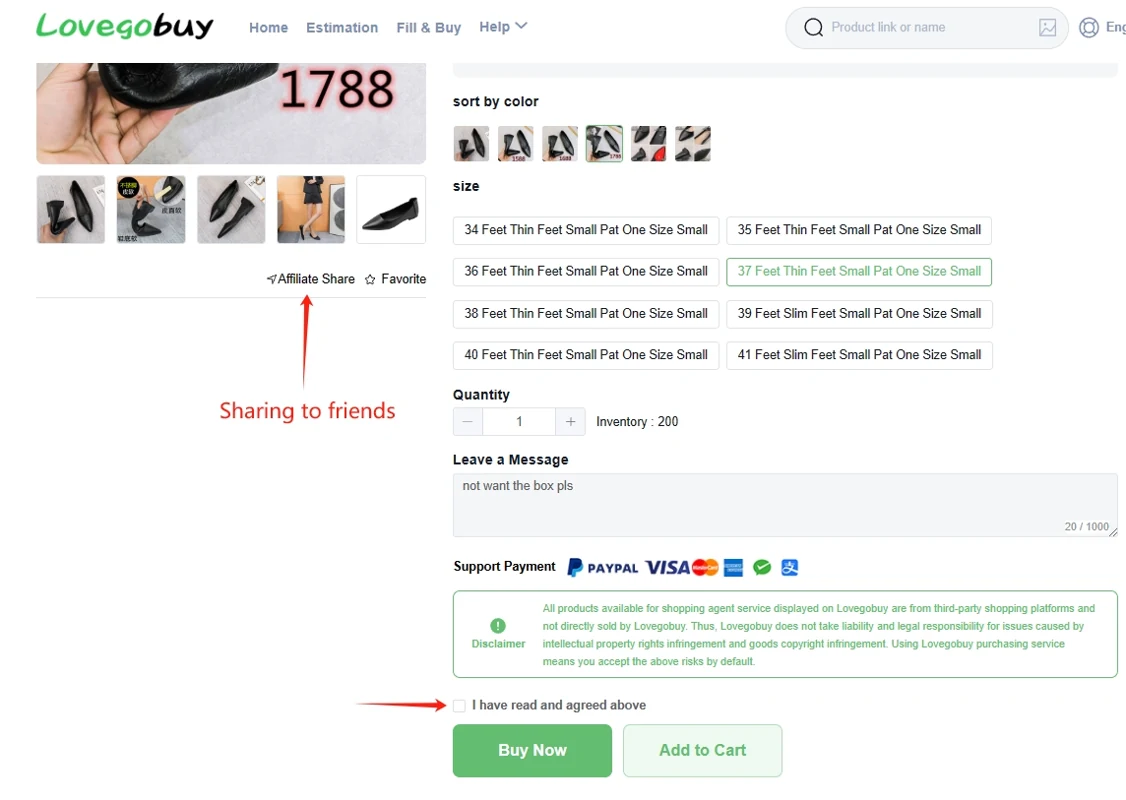 Lovegobuy
Home Estimation Fill & Buy Help
Product link or name
Eng
1788
Affiliate Share Favorite
Sharing to friends
sort by color
1588 1688 1788
size
34 Feet Thin Feet Small Pat One Size Small
35 Feet Thin Feet Small Pat One Size Small
36 Feet Thin Feet Small Pat One Size Small
37 Feet Thin Feet Small Pat One Size Small
38 Feet Thin Feet Small Pat One Size Small
39 Feet Slim Feet Small Pat One Size Small
40 Feet Thin Feet Small Pat One Size Small
41 Feet Slim Feet Small Pat One Size Small
Quantity
1
Inventory : 200
Leave a Message
not want the box pls
20 / 1000
Support Payment PAYPAL VISA MasterCard
Disclaimer
All products available for shopping agent service displayed on Lovegobuy are from third-party shopping platforms and
not directly sold by Lovegobuy. Thus, Lovegobuy does not take liability and legal responsibility for issues caused by
intellectual property rights infringement and goods copyright infringement. Using Lovegobuy purchasing service
means you accept the above risks by default.
I have read and agreed above
Buy Now
Add to Cart